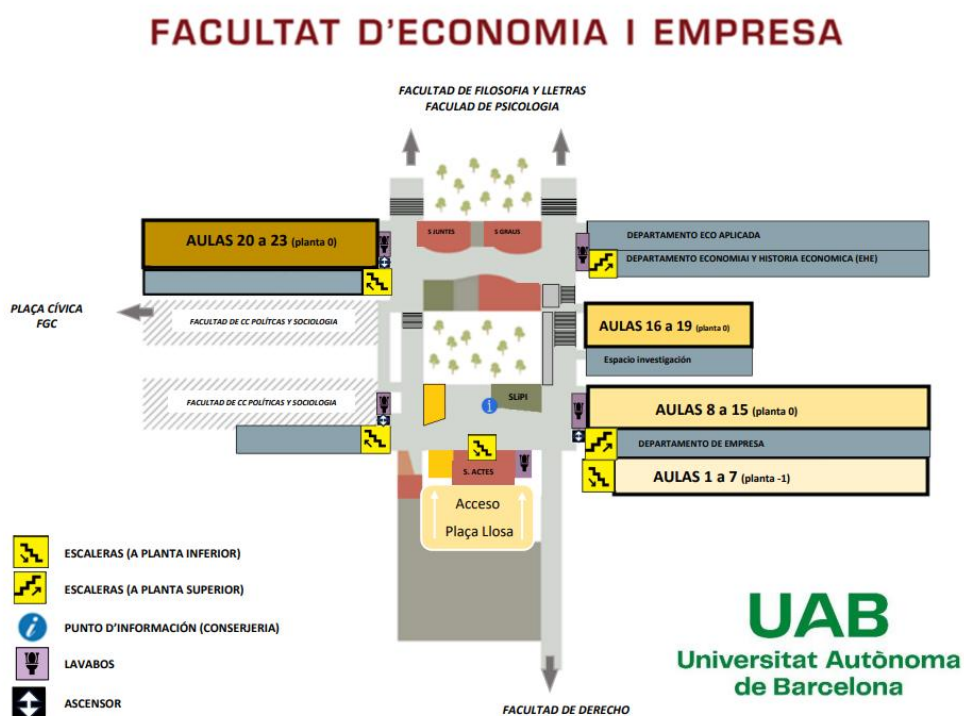 FACULTAT D'ECONOMIA I EMPRESA
FACULTAD DE FILOSOFIA Y LLETRAS
FACULAD DE PSICOLOGIA
S JUNTES
S GRAUS
AULAS 20 a 23 (planta 0)
DEPARTAMENTO ECO APLICADA
DEPARTAMENTO ECONOMIAI Y HISTORIA ECONOMICA (EHE)
PLAÇA CÍVICA
FGC
FACULTAD DE CC POLÍTCAS Y SOCIOLOGIA
AULAS 16 a 19 (planta 0)
Espacio investigación
FACULTAD DE CC POLÍTICAS Y SOCIOLOGIA
SLiPI
i
AULAS 8 a 15 (planta 0)
DEPARTAMENTO DE EMPRESA
S. ACTES
AULAS 1 a 7 (planta -1)
Acceso
Plaça Llosa
ESCALERAS (A PLANTA INFERIOR)
ESCALERAS (A PLANTA SUPERIOR)
i
PUNTO D'INFORMACIÓN (CONSERJERIA)
LAVABOS
ASCENSOR
UAB
Universitat Autònoma
de Barcelona
FACULTAD DE DERECHO